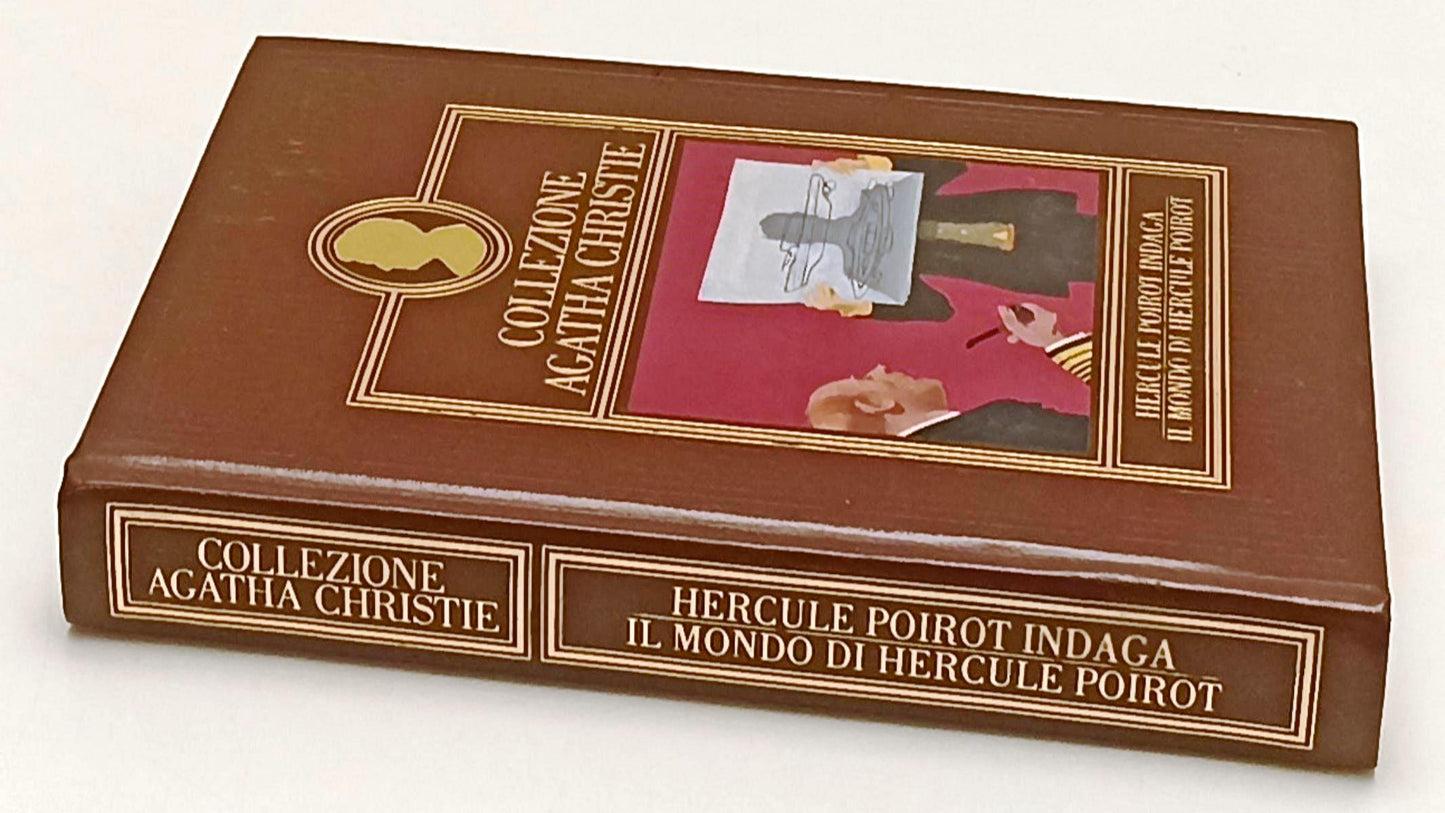 COLLEZIONE
AGATHA CHRISTIE
HERCULE POIROT INDAGA
IL MONDO DI HERCULE POIROT
COLLEZIONE
AGATHA CHRISTIE
HERCULE POIROT INDAGA
IL MONDO DI HERCULE POIROT